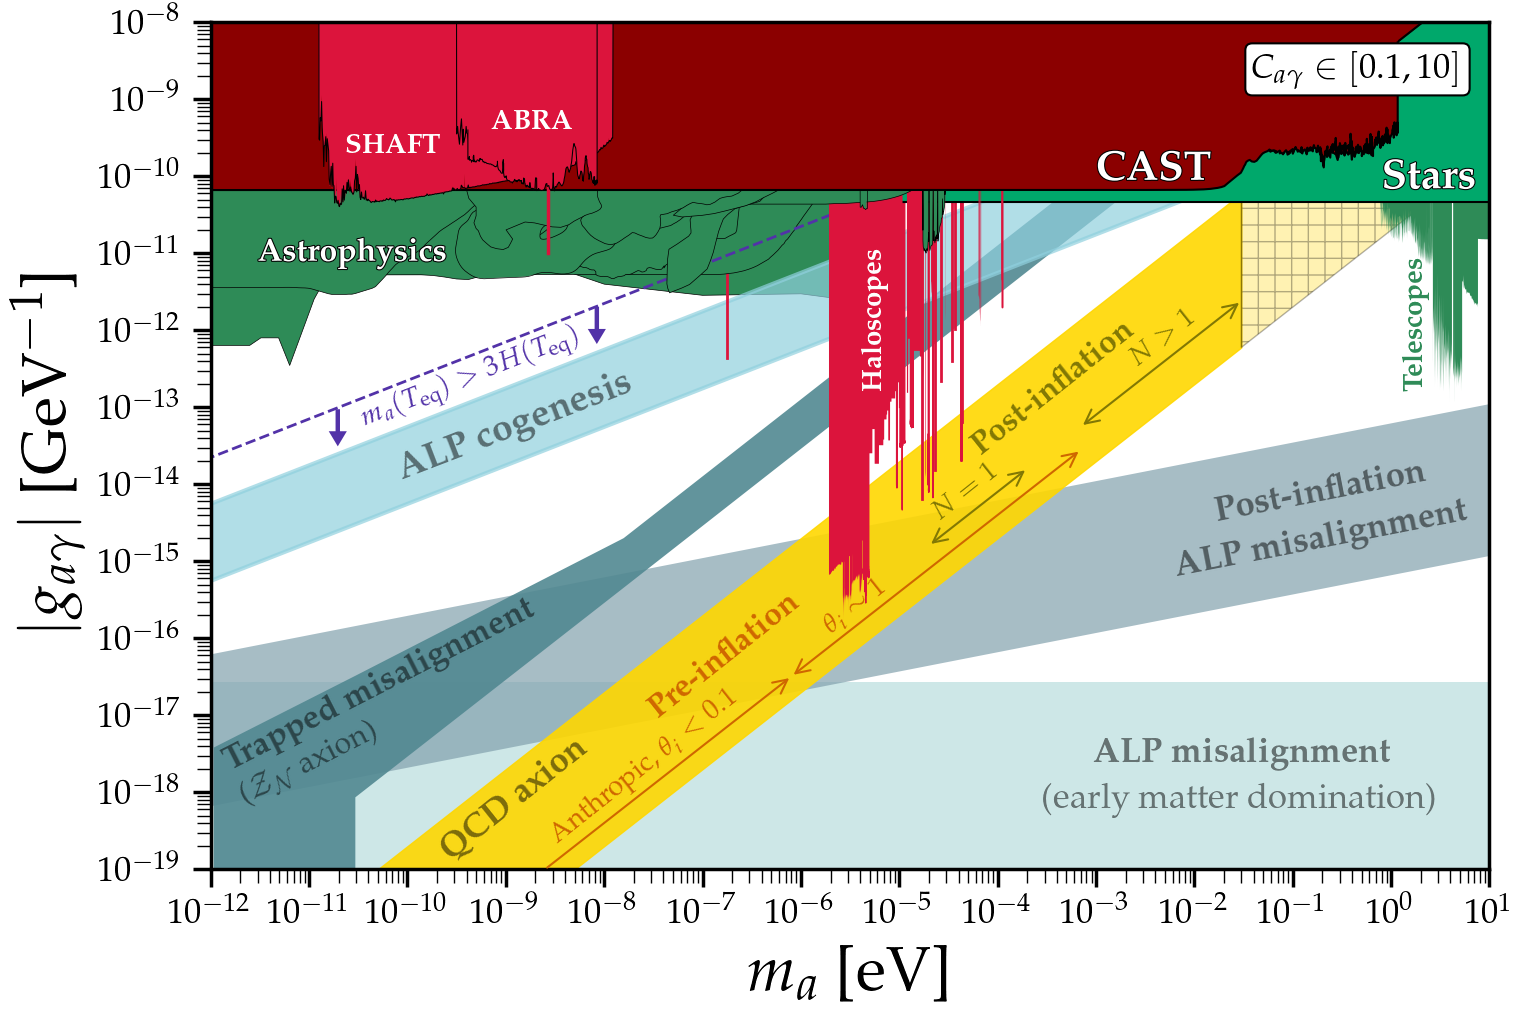 10⁻⁸
10⁻⁹
10⁻¹⁰
10⁻¹¹
10⁻¹²
10⁻¹³
10⁻¹⁴
10⁻¹⁵
10⁻¹⁶
10⁻¹⁷
10⁻¹⁸
10⁻¹⁹
|g_{aγ}| [GeV⁻¹]
C_{aγ} ∈ [0.1, 10]
SHAFT
ABRA
CAST
Stars
Astrophysics
m_a(T_eq) > 3H(T_eq)
ALP cogenesis
Haloscopes
Telescopes
Post-inflation
N > 1
N = 1
Post-inflation
ALP misalignment
θ_i ~ 1
Pre-inflation
Anthropic, θ_i < 0.1
QCD axion
Trapped misalignment
(𝒵_𝒩 axion)
ALP misalignment
(early matter domination)
10⁻¹² 10⁻¹¹ 10⁻¹⁰ 10⁻⁹ 10⁻⁸ 10⁻⁷ 10⁻⁶ 10⁻⁵ 10⁻⁴ 10⁻³ 10⁻² 10⁻¹ 10⁰ 10¹
m_a [eV]